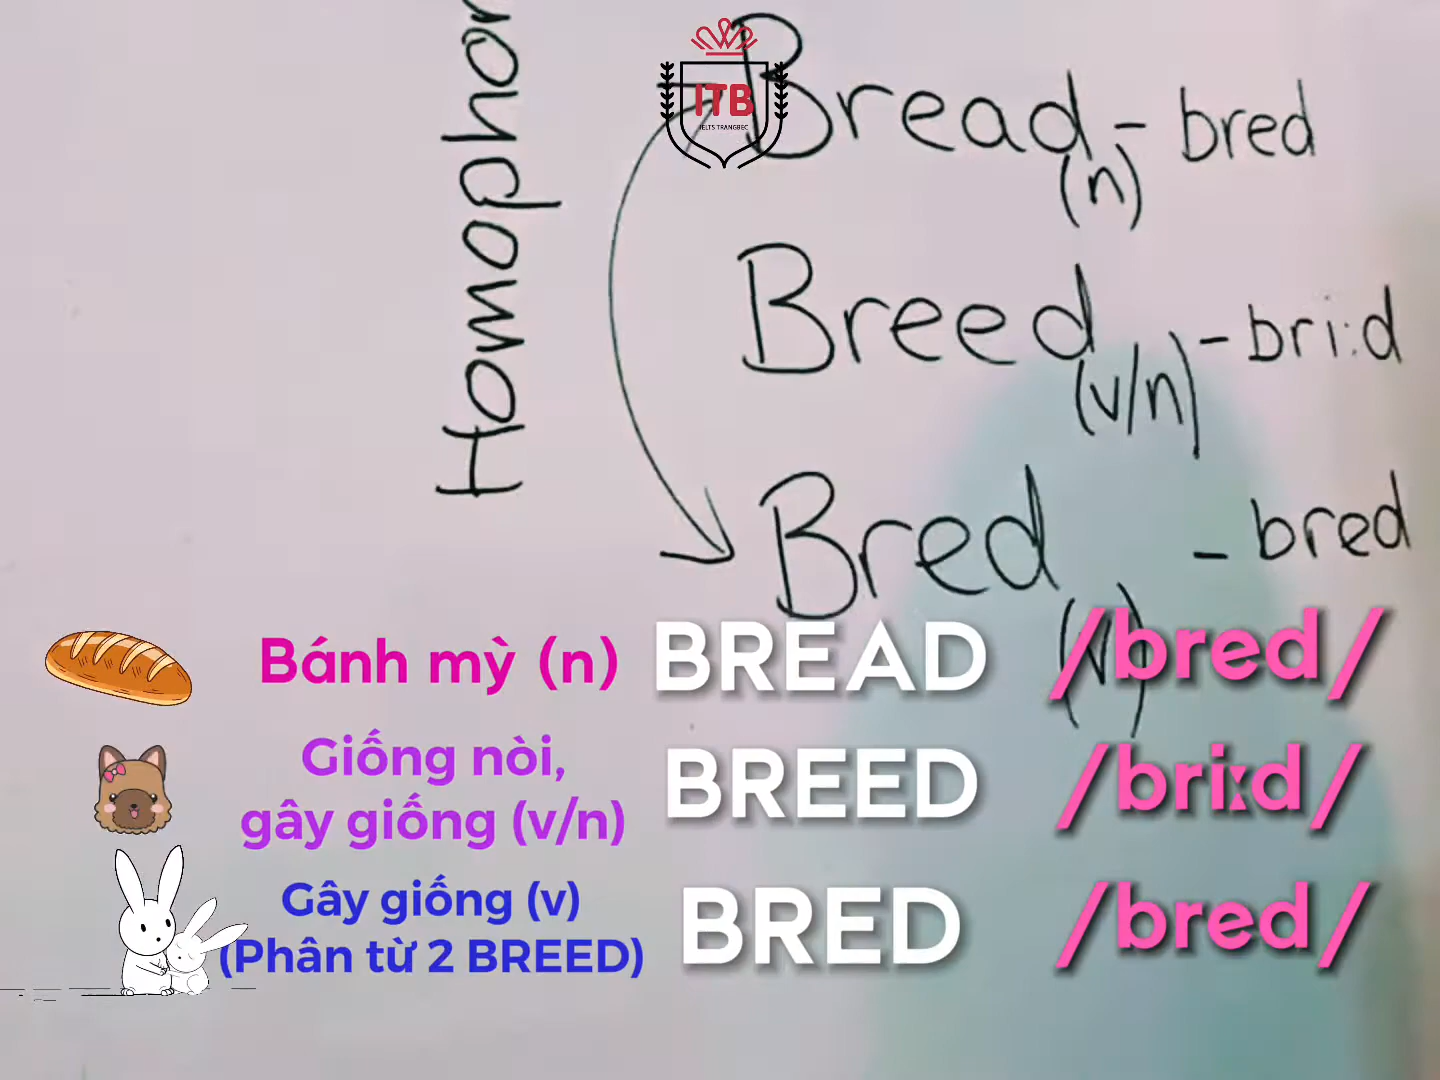 Homophon
ITB
IELTS TRANGBEC
Bread - bred
(n)
Breed - bri:d
(v/n)
Bred - bred
(v)
Bánh mỳ (n) BREAD /bred/
Giống nòi,
gây giống (v/n) BREED /briːd/
Gây giống (v)
(Phân từ 2 BREED) BRED /bred/